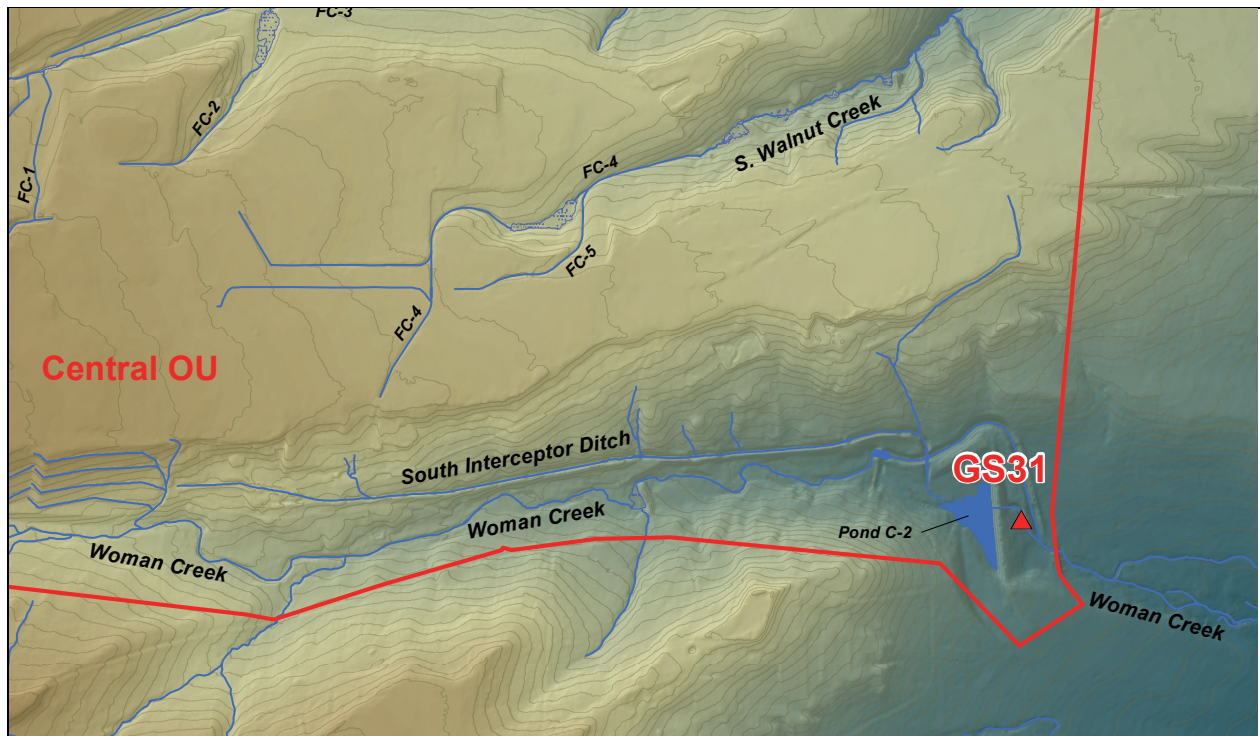 FC-3
FC-2
FC-1
S. Walnut Creek
FC-4
FC-5
FC-4
Central OU
South Interceptor Ditch
GS31
Woman Creek
Pond C-2
Woman Creek
Woman Creek